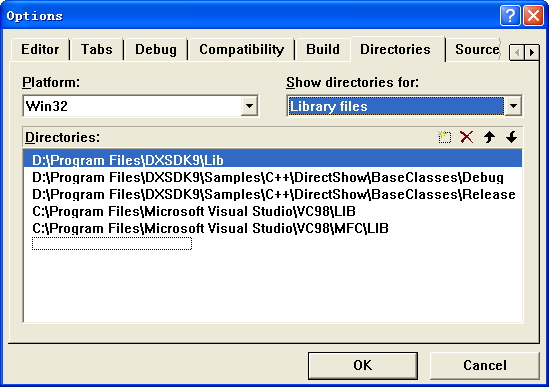 Options
Editor Tabs Debug Compatibility Build Directories Source
Platform: Show directories for:
Win32 Library files
Directories:
D:\Program Files\DXSDK9\Lib
D:\Program Files\DXSDK9\Samples\C++\DirectShow\BaseClasses\Debug
D:\Program Files\DXSDK9\Samples\C++\DirectShow\BaseClasses\Release
C:\Program Files\Microsoft Visual Studio\VC98\LIB
C:\Program Files\Microsoft Visual Studio\VC98\MFC\LIB
OK Cancel